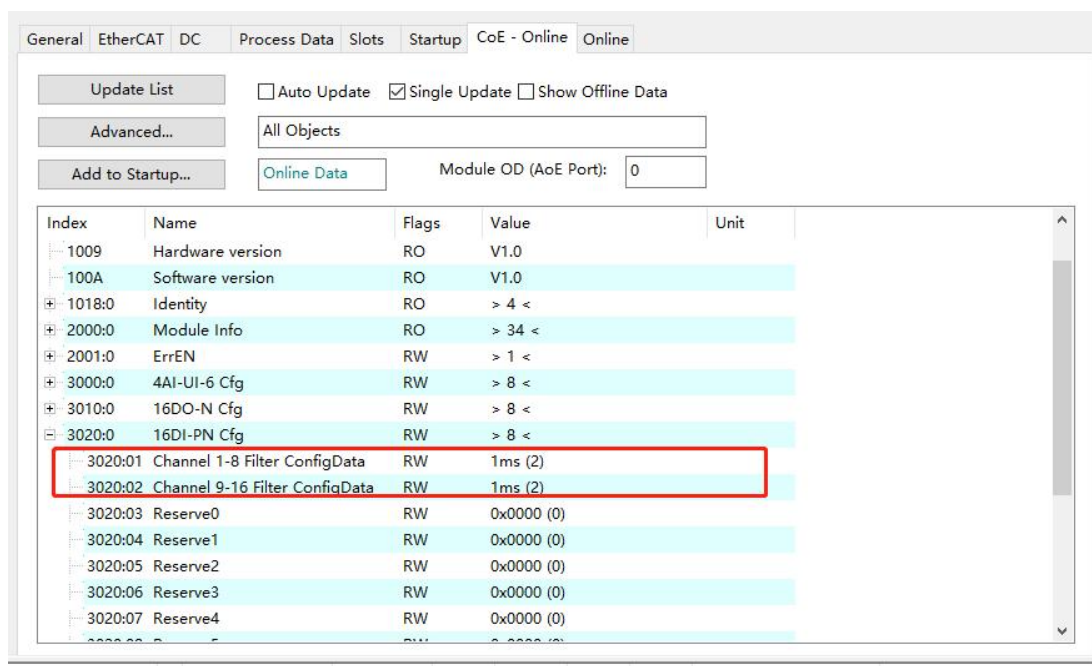 General EtherCAT DC Process Data Slots Startup CoE - Online Online
Update List Auto Update Single Update Show Offline Data
Advanced... All Objects
Add to Startup... Online Data Module OD (AoE Port): 0
Index Name Flags Value Unit
1009 Hardware version RO V1.0
100A Software version RO V1.0
1018:0 Identity RO > 4 <
2000:0 Module Info RO > 34 <
2001:0 ErrEN RW > 1 <
3000:0 4AI-UI-6 Cfg RW > 8 <
3010:0 16DO-N Cfg RW > 8 <
3020:0 16DI-PN Cfg RW > 8 <
3020:01 Channel 1-8 Filter ConfigData RW 1ms (2)
3020:02 Channel 9-16 Filter ConfigData RW 1ms (2)
3020:03 Reserve0 RW 0x0000 (0)
3020:04 Reserve1 RW 0x0000 (0)
3020:05 Reserve2 RW 0x0000 (0)
3020:06 Reserve3 RW 0x0000 (0)
3020:07 Reserve4 RW 0x0000 (0)